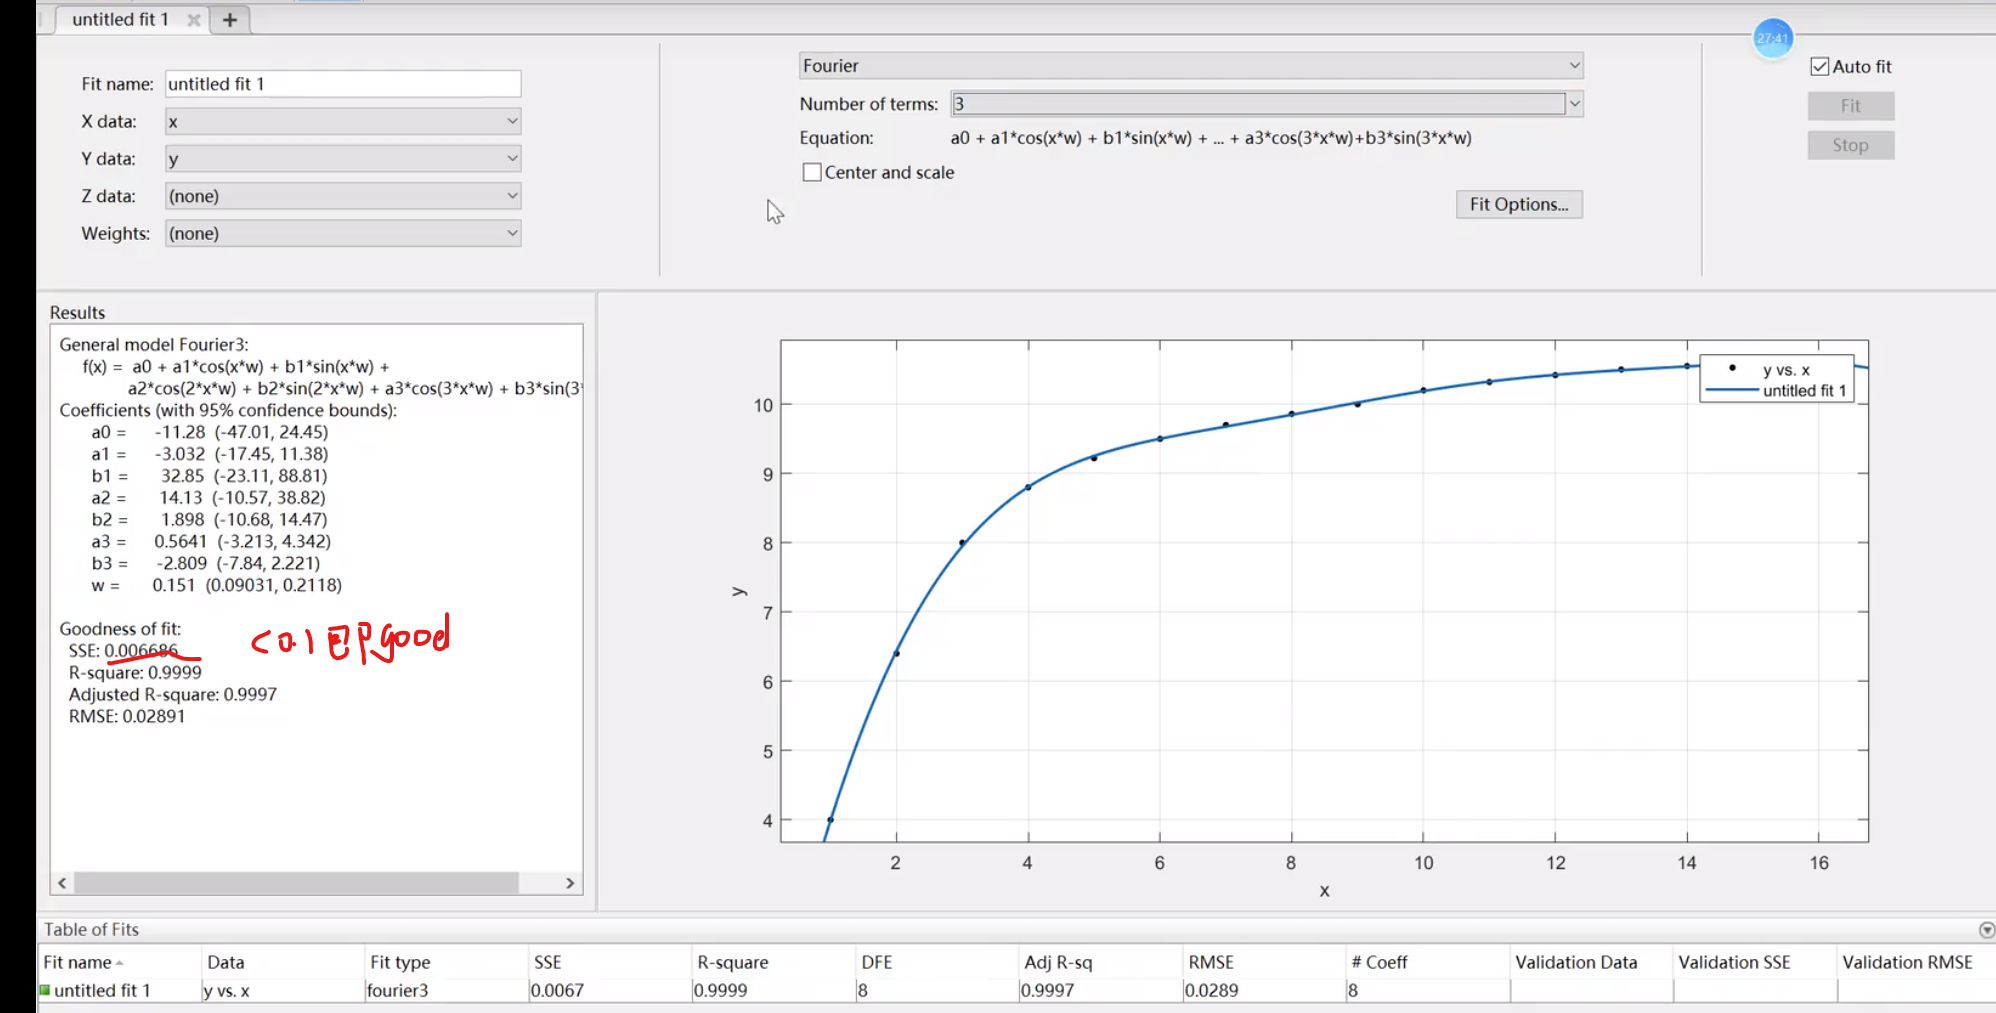 untitled fit 1
+
27:41
Fit name: untitled fit 1
X data: x
Y data: y
Z data: (none)
Weights: (none)
Fourier
Number of terms: 3
Equation: a0 + a1*cos(x*w) + b1*sin(x*w) + ... + a3*cos(3*x*w)+b3*sin(3*x*w)
Center and scale
Fit Options...
Auto fit
Fit
Stop
Results
General model Fourier3:
f(x) = a0 + a1*cos(x*w) + b1*sin(x*w) +
a2*cos(2*x*w) + b2*sin(2*x*w) + a3*cos(3*x*w) + b3*sin(3*
Coefficients (with 95% confidence bounds):
a0 = -11.28 (-47.01, 24.45)
a1 = -3.032 (-17.45, 11.38)
b1 = 32.85 (-23.11, 88.81)
a2 = 14.13 (-10.57, 38.82)
b2 = 1.898 (-10.68, 14.47)
a3 = 0.5641 (-3.213, 4.342)
b3 = -2.809 (-7.84, 2.221)
w = 0.151 (0.09031, 0.2118)
Goodness of fit:
SSE: 0.006686
R-square: 0.9999
Adjusted R-square: 0.9997
RMSE: 0.02891
<0.1即good
y vs. x
untitled fit 1
10
9
8
7
6
5
4
y
2 4 6 8 10 12 14 16
x
Table of Fits
Fit name Data Fit type SSE R-square DFE Adj R-sq RMSE # Coeff Validation Data Validation SSE Validation RMSE
untitled fit 1 y vs. x fourier3 0.0067 0.9999 8 0.9997 0.0289 8